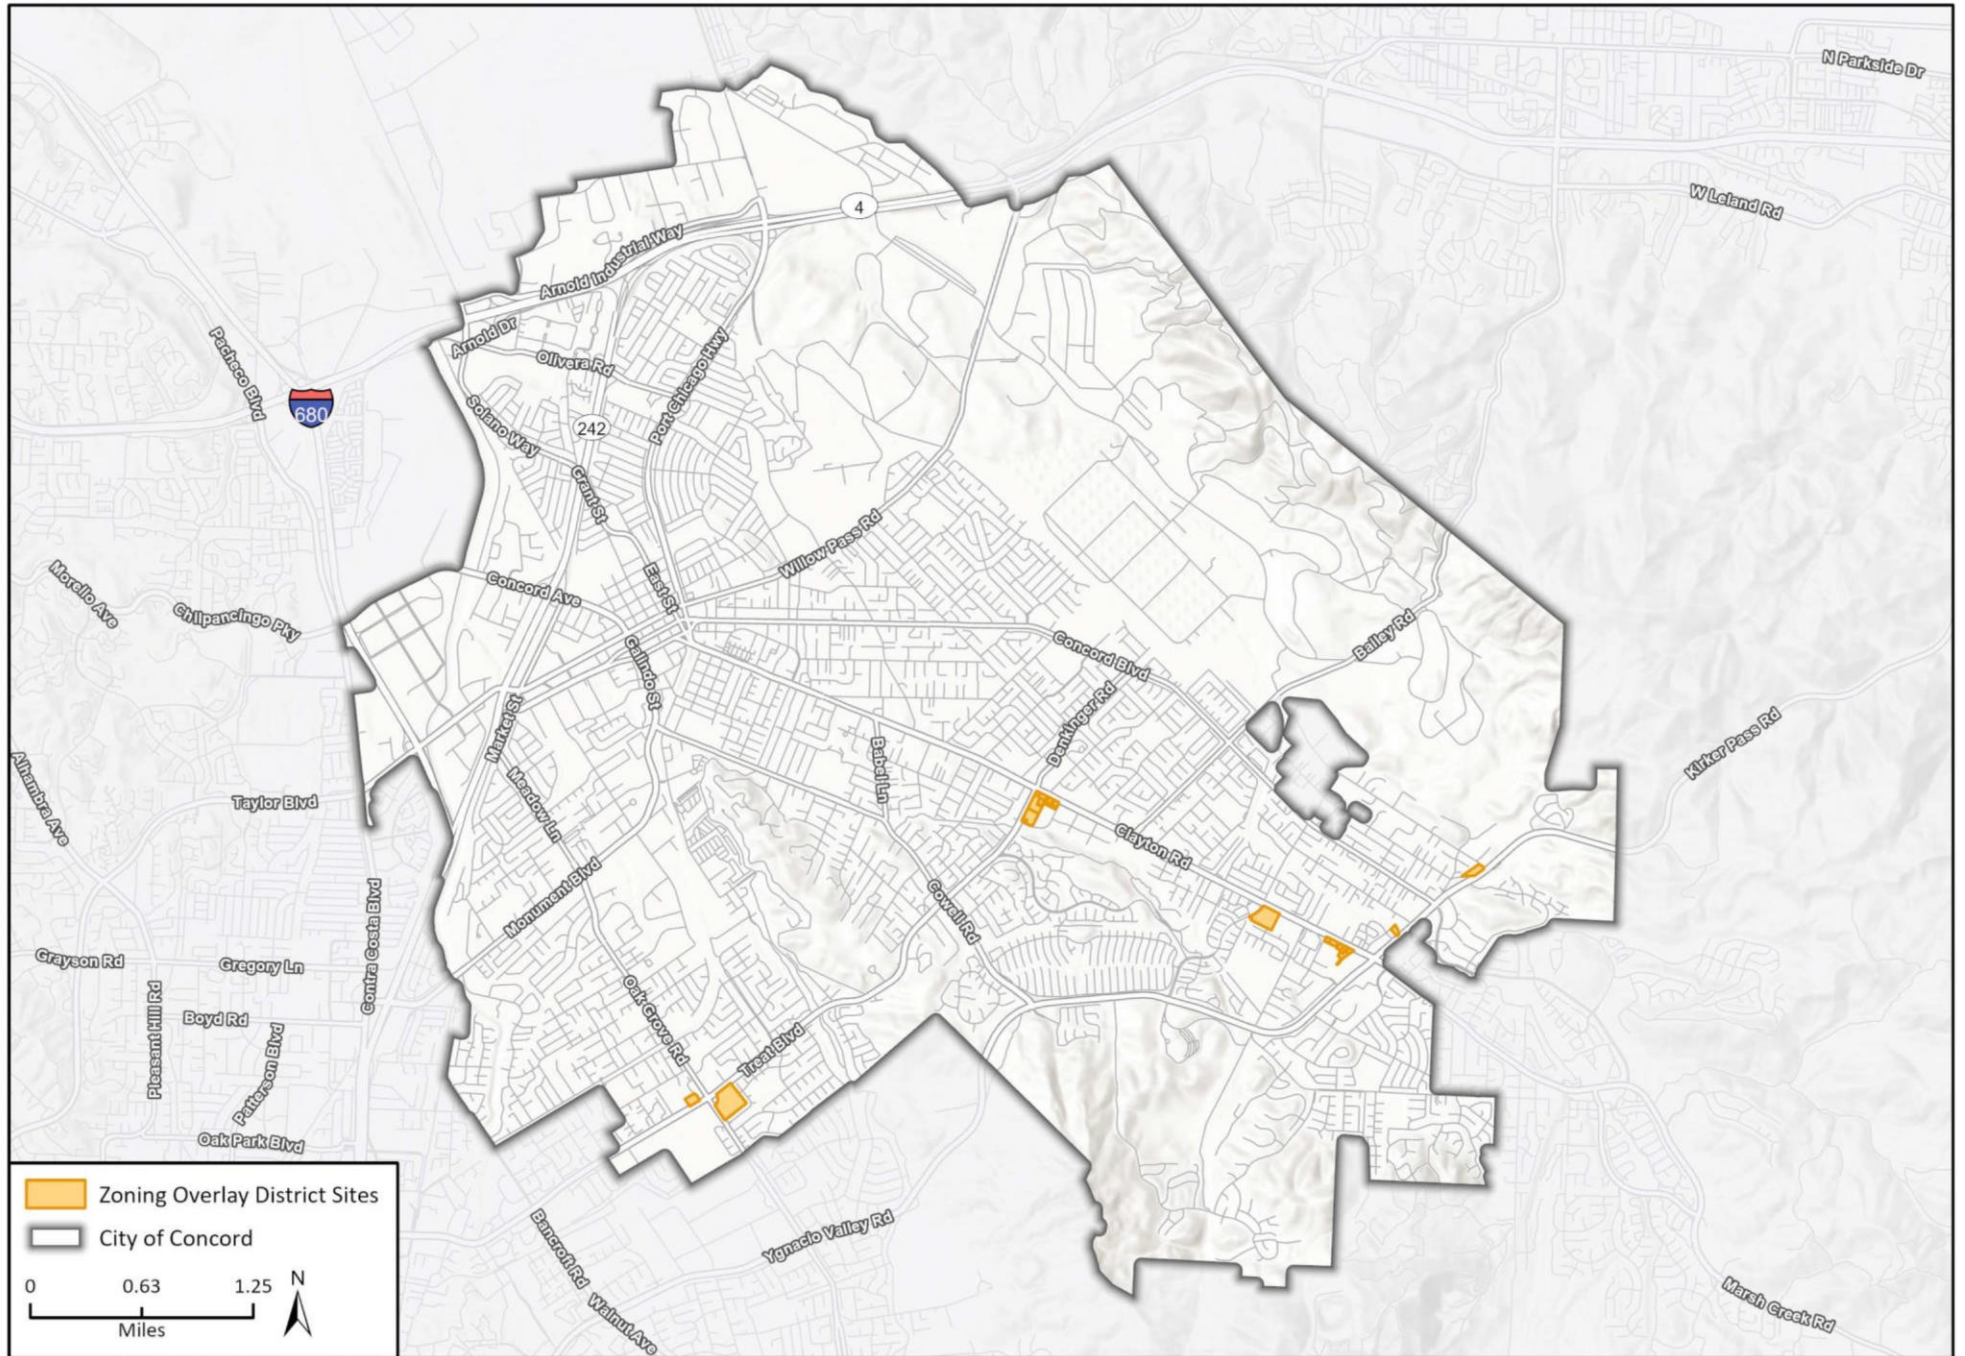 N Parkside Dr
W Leland Rd
4
Arnold Industrial Way
Arnold Dr
Olivera Rd
Pacheco Blvd
680
Solano Way
242
Port Chicago Hwy
Grant St
Willow Pass Rd
Morello Ave
Chilpancingo Pky
Concord Ave
East St
Galindo St
Concord Blvd
Bailey Rd
Denkinger Rd
Market St
Kirker Pass Rd
Alhambra Ave
Taylor Blvd
Meadow Ln
Babel Ln
Clayton Rd
Monument Blvd
Cowell Rd
Contra Costa Blvd
Grayson Rd
Gregory Ln
Pleasant Hill Rd
Boyd Rd
Patterson Blvd
Oak Grove Rd
Treat Blvd
Oak Park Blvd
Bancroft Rd
Walnut Ave
Ygnacio Valley Rd
Marsh Creek Rd
Zoning Overlay District Sites
City of Concord
0 0.63 1.25
Miles
N